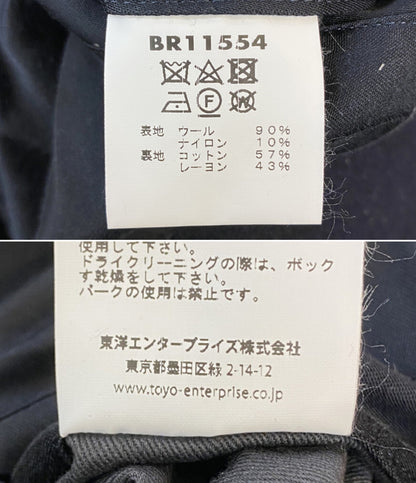 BR11554
F W
表地 ウール 90%
ナイロン 10%
裏地 コットン 57%
レーヨン 43%
使用して下さい。
ドライクリーニングの際は、ボック
す乾燥をして下さい。
パークの使用は禁止です。
東洋エンタープライズ株式会社
東京都墨田区緑 2-14-12
www.toyo-enterprise.co.jp